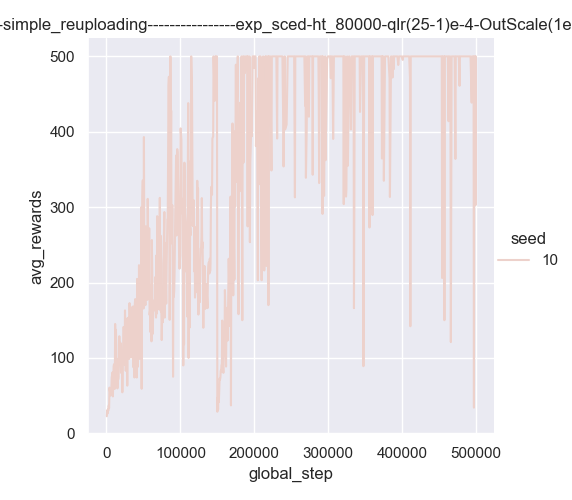 -simple_reuploading----------------exp_sced-ht_80000-qlr(25-1)e-4-OutScale(1e
500
400
300
200
100
0
avg_rewards
0 100000 200000 300000 400000 500000
global_step
seed
10